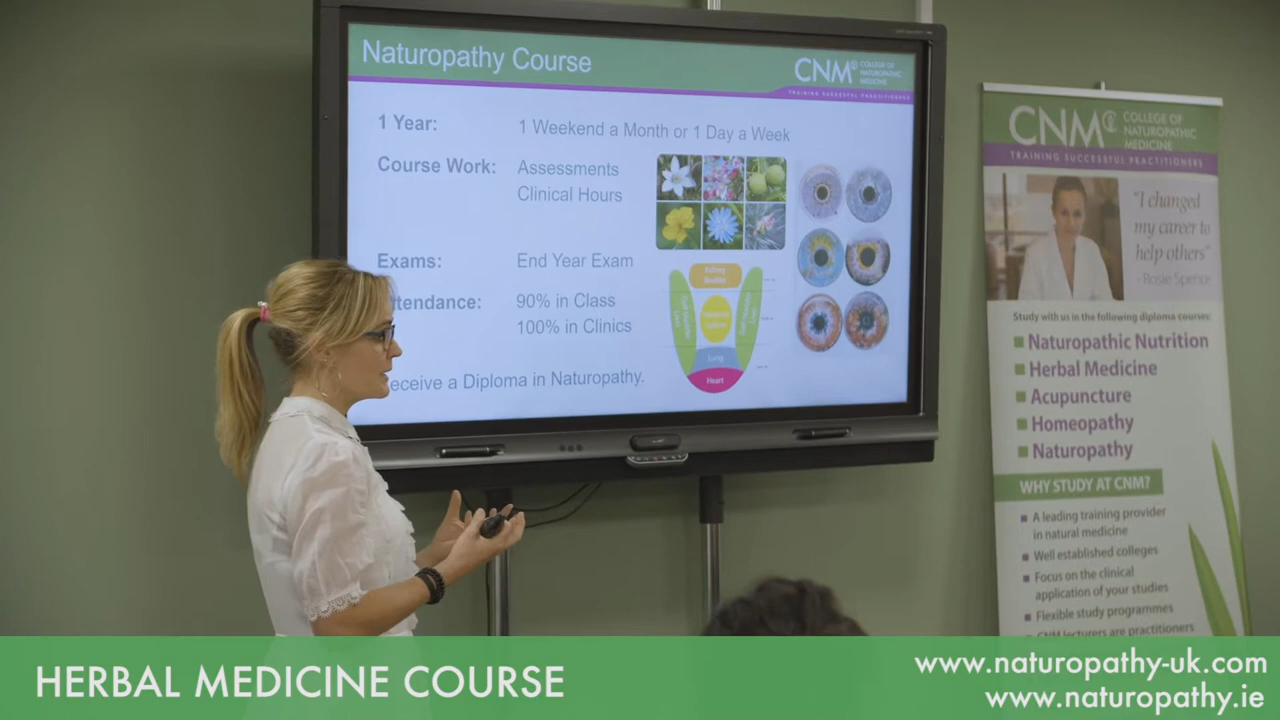 Naturopathy Course
CNM
COLLEGE OF
NATUROPATHIC
MEDICINE
TRAINING SUCCESSFUL PRACTITIONERS
1 Year: 1 Weekend a Month or 1 Day a Week
Course Work: Assessments
Clinical Hours
Exams: End Year Exam
ttendance: 90% in Class
100% in Clinics
eceive a Diploma in Naturopathy.
Lung
Heart
CNM
COLLEGE OF
NATUROPATHIC
MEDICINE
TRAINING SUCCESSFUL PRACTITIONERS
"I changed
my career to
help others"
- Rosie Spence
Study with us in the following diploma courses:
Naturopathic Nutrition
Herbal Medicine
Acupuncture
Homeopathy
Naturopathy
WHY STUDY AT CNM?
A leading training provider
in natural medicine
Well established colleges
Focus on the clinical
application of your studies
Flexible study programmes
CNM lecturers are practitioners
HERBAL MEDICINE COURSE
www.naturopathy-uk.com
www.naturopathy.ie